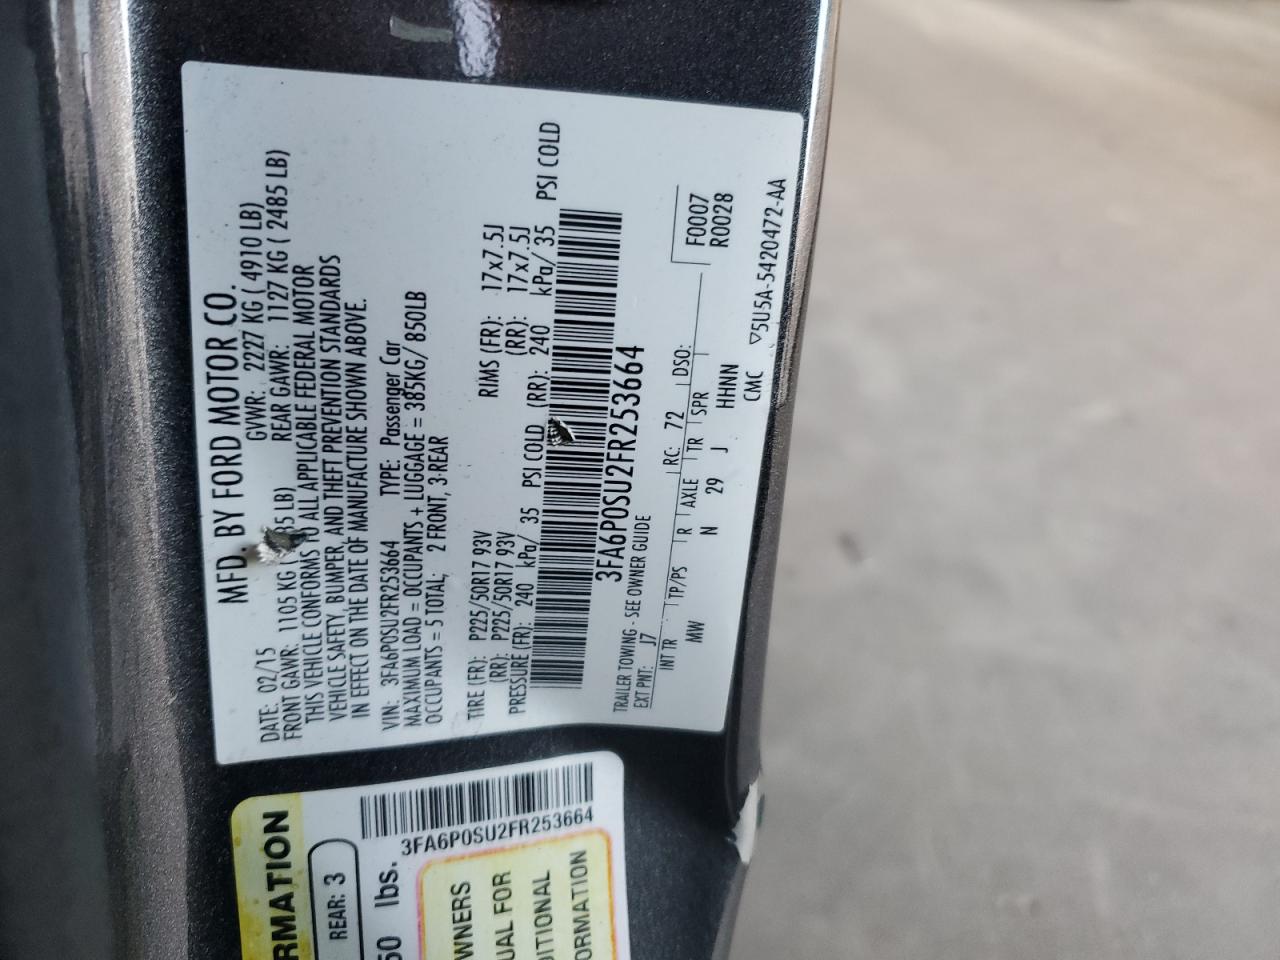 MFD. BY FORD MOTOR CO.
DATE: 02/15 GVWR: 2227 KG ( 4910 LB)
FRONT GAWR: 1105 KG ( 35 LB) REAR GAWR: 1127 KG ( 2485 LB)
THIS VEHICLE CONFORMS TO ALL APPLICABLE FEDERAL MOTOR
VEHICLE SAFETY, BUMPER, AND THEFT PREVENTION STANDARDS
IN EFFECT ON THE DATE OF MANUFACTURE SHOWN ABOVE.
VIN: 3FA6P0SU2FR253664 TYPE: Passenger Car
MAXIMUM LOAD = OCCUPANTS + LUGGAGE = 385KG/ 850LB
OCCUPANTS = 5 TOTAL: 2 FRONT, 3-REAR
TIRE (FR): P225/50R17 93V RIMS (FR): 17x7.5J
(RR): P225/50R17 93V (RR): 17x7.5J
PRESSURE (FR): 240 kPa/ 35 PSI COLD (RR): 240 kPa/ 35 PSI COLD
3FA6P0SU2FR253664
TRAILER TOWING - SEE OWNER GUIDE
EXT PNT: J7 RC: 72 DSO: F0007
R0028
INT TR TP/PS R AXLE TR SPR
MW N 29 J HHNN
CMC ▽5U5A-5420472-AA
RMATION
REAR: 3
3FA6P0SU2FR253664
50 lbs.
WNERS
UAL FOR
DITIONAL
ORMATION